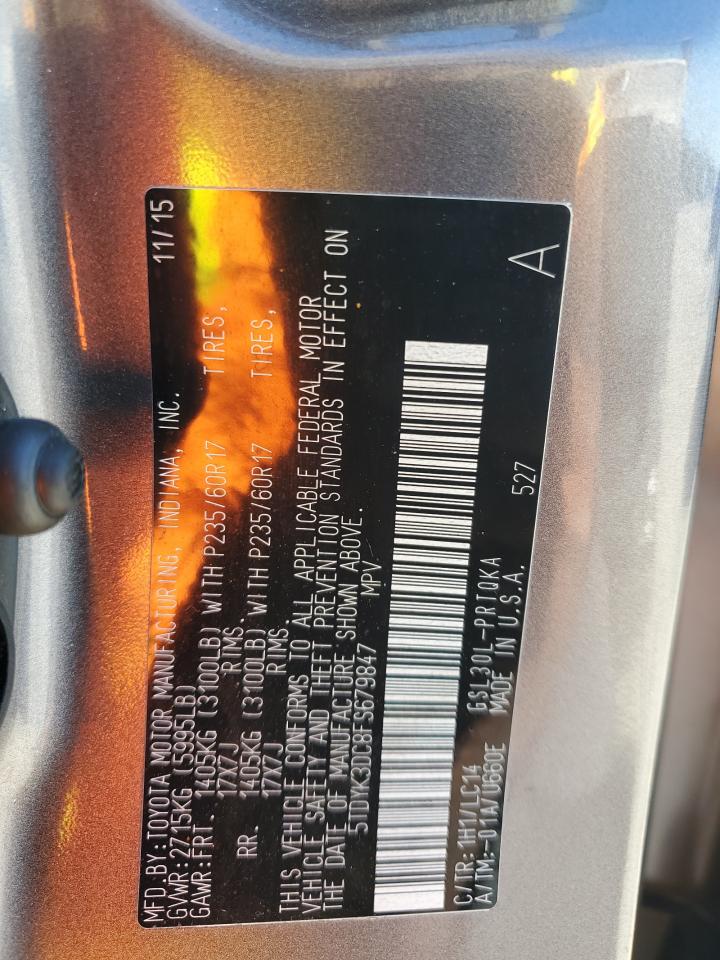 MFD.BY:TOYOTA MOTOR MANUFACTURING, INDIANA, INC. 11/15
GVWR:2715KG (5995LB)
GAWR:FRT. 1405KG (3100LB) WITH P235/60R17 TIRES,
17X7J RIMS.
RR. 1405KG (3100LB) WITH P235/60R17 TIRES,
17X7J RIMS.
THIS VEHICLE CONFORMS TO ALL APPLICABLE FEDERAL MOTOR
VEHICLE SAFETY AND THEFT PREVENTION STANDARDS IN EFFECT ON
THE DATE OF MANUFACTURE SHOWN ABOVE.
5TDYK3DC8FS679847 MPV
C/TR:1H1/LC14 GSL30L-PRTQKA
A/TM:-01A/U660E MADE IN U.S.A. 527 A